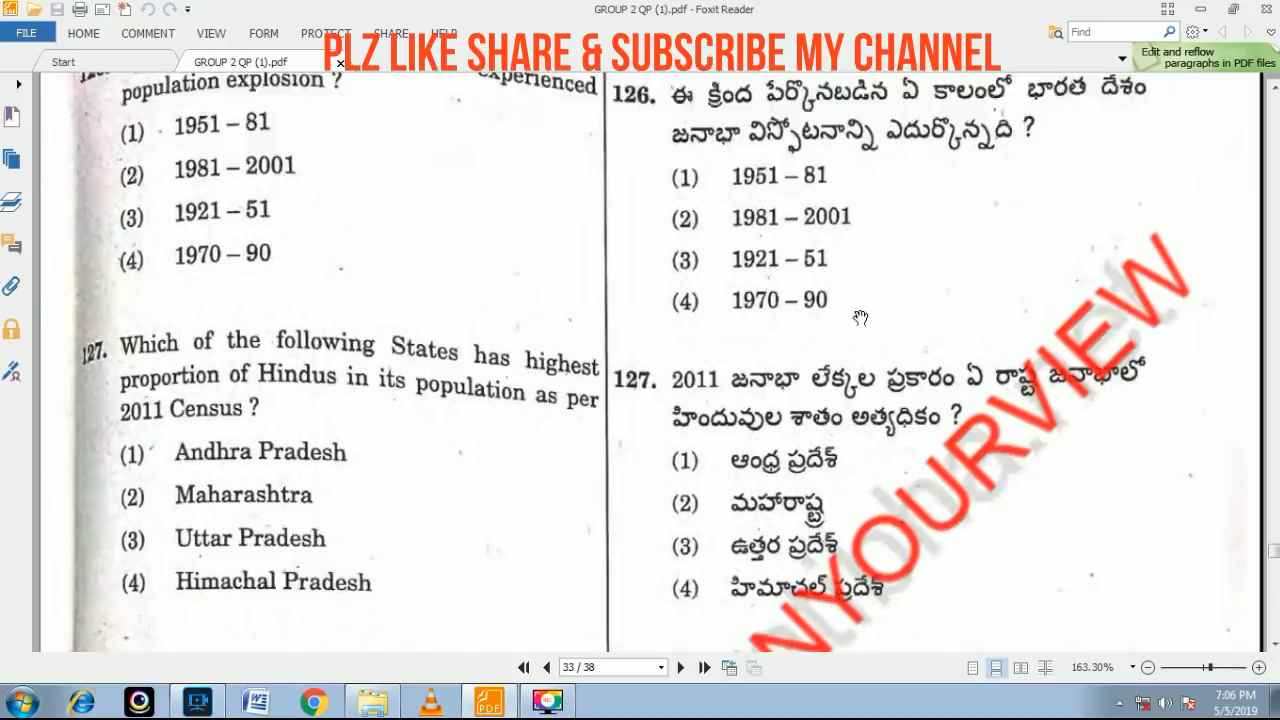 GROUP 2 QP (1).pdf - Foxit Reader
FILE HOME COMMENT VIEW FORM PROTECT SHARE HELP
Find
PLZ LIKE SHARE & SUBSCRIBE MY CHANNEL
Start
GROUP 2 QP (1).pdf
Edit and reflow
paragraphs in PDF files
experienced
population explosion ?
(1) 1951 – 81
(2) 1981 – 2001
(3) 1921 – 51
(4) 1970 – 90
127. Which of the following States has highest
proportion of Hindus in its population as per
2011 Census ?
(1) Andhra Pradesh
(2) Maharashtra
(3) Uttar Pradesh
(4) Himachal Pradesh
126. ఈ క్రింద పేర్కొనబడిన ఏ కాలంలో భారత దేశం
జనాభా విస్ఫోటనాన్ని ఎదుర్కొన్నది ?
(1) 1951 – 81
(2) 1981 – 2001
(3) 1921 – 51
(4) 1970 – 90
127. 2011 జనాభా లేక్కల ప్రకారం ఏ రాష్ట్ర జనాభాలో
హిందువుల శాతం అత్యధికం ?
(1) ఆంధ్ర ప్రదేశ్
(2) మహారాష్ట్ర
(3) ఉత్తర ప్రదేశ్
(4) హిమాచల్ ప్రదేశ్
NYOURVIEW
33 / 38
163.30%
7:06 PM
5/5/2019